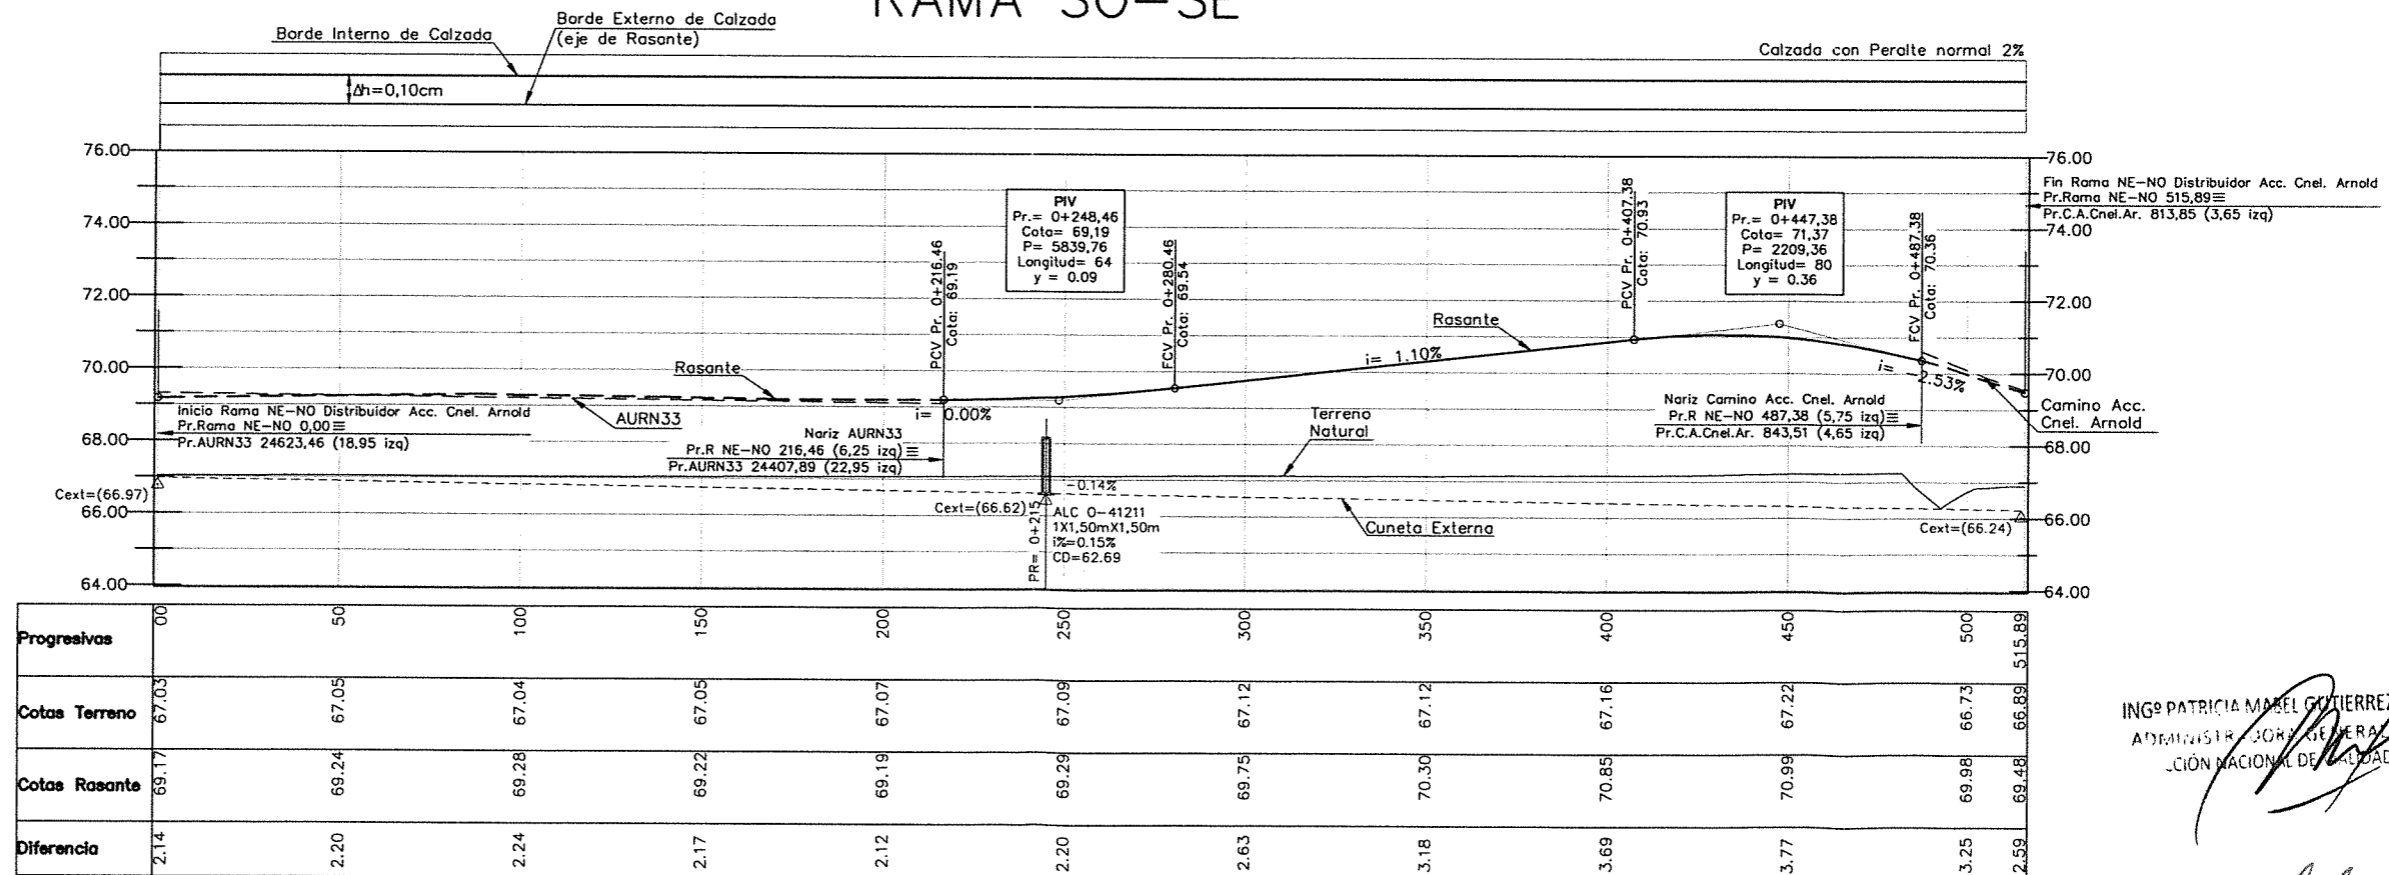 RAMA SO-SE
Borde Interno de Calzada
Borde Externo de Calzada
(eje de Rasante)
Calzada con Peralte normal 2%
Δh=0,10cm
76.00
74.00
72.00
70.00
68.00
66.00
64.00
76.00
74.00
72.00
70.00
68.00
66.00
64.00
Fin Rama NE-NO Distribuidor Acc. Cnel. Arnold
Pr.Rama NE-NO 515,89≡
Pr.C.A.Cnel.Ar. 813,85 (3,65 izq)
PIV
Pr.= 0+248,46
Cota= 69,19
P= 5839,76
Longitud= 64
y = 0.09
PIV
Pr.= 0+447,38
Cota= 71,37
P= 2209,36
Longitud= 80
y = 0.36
PCV Pr. 0+216.46
Cota: 69.19
FCV Pr. 0+280.46
Cota: 69.54
PCV Pr. 0+407.38
Cota: 70.93
FCV Pr. 0+487.38
Cota: 70.36
Rasante
Rasante
i= 1.10%
i= -2.53%
i= 0.00%
AURN33
Inicio Rama NE-NO Distribuidor Acc. Cnel. Arnold
Pr.Rama NE-NO 0,00≡
Pr.AURN33 24623,46 (18,95 izq)
Nariz AURN33
Pr.R NE-NO 216,46 (6,25 izq)≡
Pr.AURN33 24407,89 (22,95 izq)
Terreno
Natural
Nariz Camino Acc. Cnel. Arnold
Pr.R NE-NO 487,38 (5,75 izq)≡
Pr.C.A.Cnel.Ar. 843,51 (4,65 izq)
Camino Acc.
Cnel. Arnold
Cext=(66.97)
Cext=(66.62)
Cext=(66.24)
-0.14%
PR= 0+215
ALC O-41211
1X1,50mX1,50m
i%=0.15%
CD=62.69
Cuneta Externa
Progresivas 00 50 100 150 200 250 300 350 400 450 500 515.89
Cotas Terreno 67.03 67.05 67.04 67.05 67.07 67.09 67.12 67.12 67.16 67.22 66.73 66.89
Cotas Rasante 69.17 69.24 69.28 69.22 69.19 69.29 69.75 70.30 70.85 70.99 69.98 69.48
Diferencia 2.14 2.20 2.24 2.17 2.12 2.20 2.63 3.18 3.69 3.77 3.25 2.59
INGº PATRICIA MABEL GUTIERREZ
ADMINISTRADORA GENERAL
CIÓN NACIONAL DE VIALIDAD